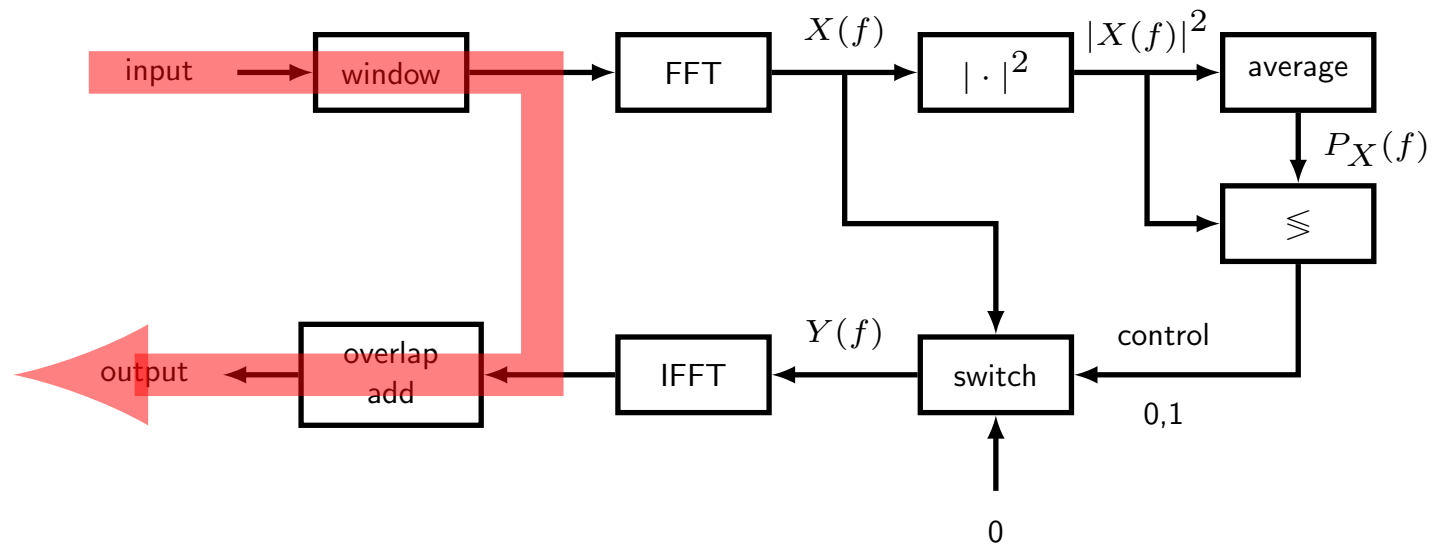 input
window
FFT
X(f)
| · |²
|X(f)|²
average
P_X(f)
≶
output
overlap
add
IFFT
Y(f)
switch
control
0,1
0